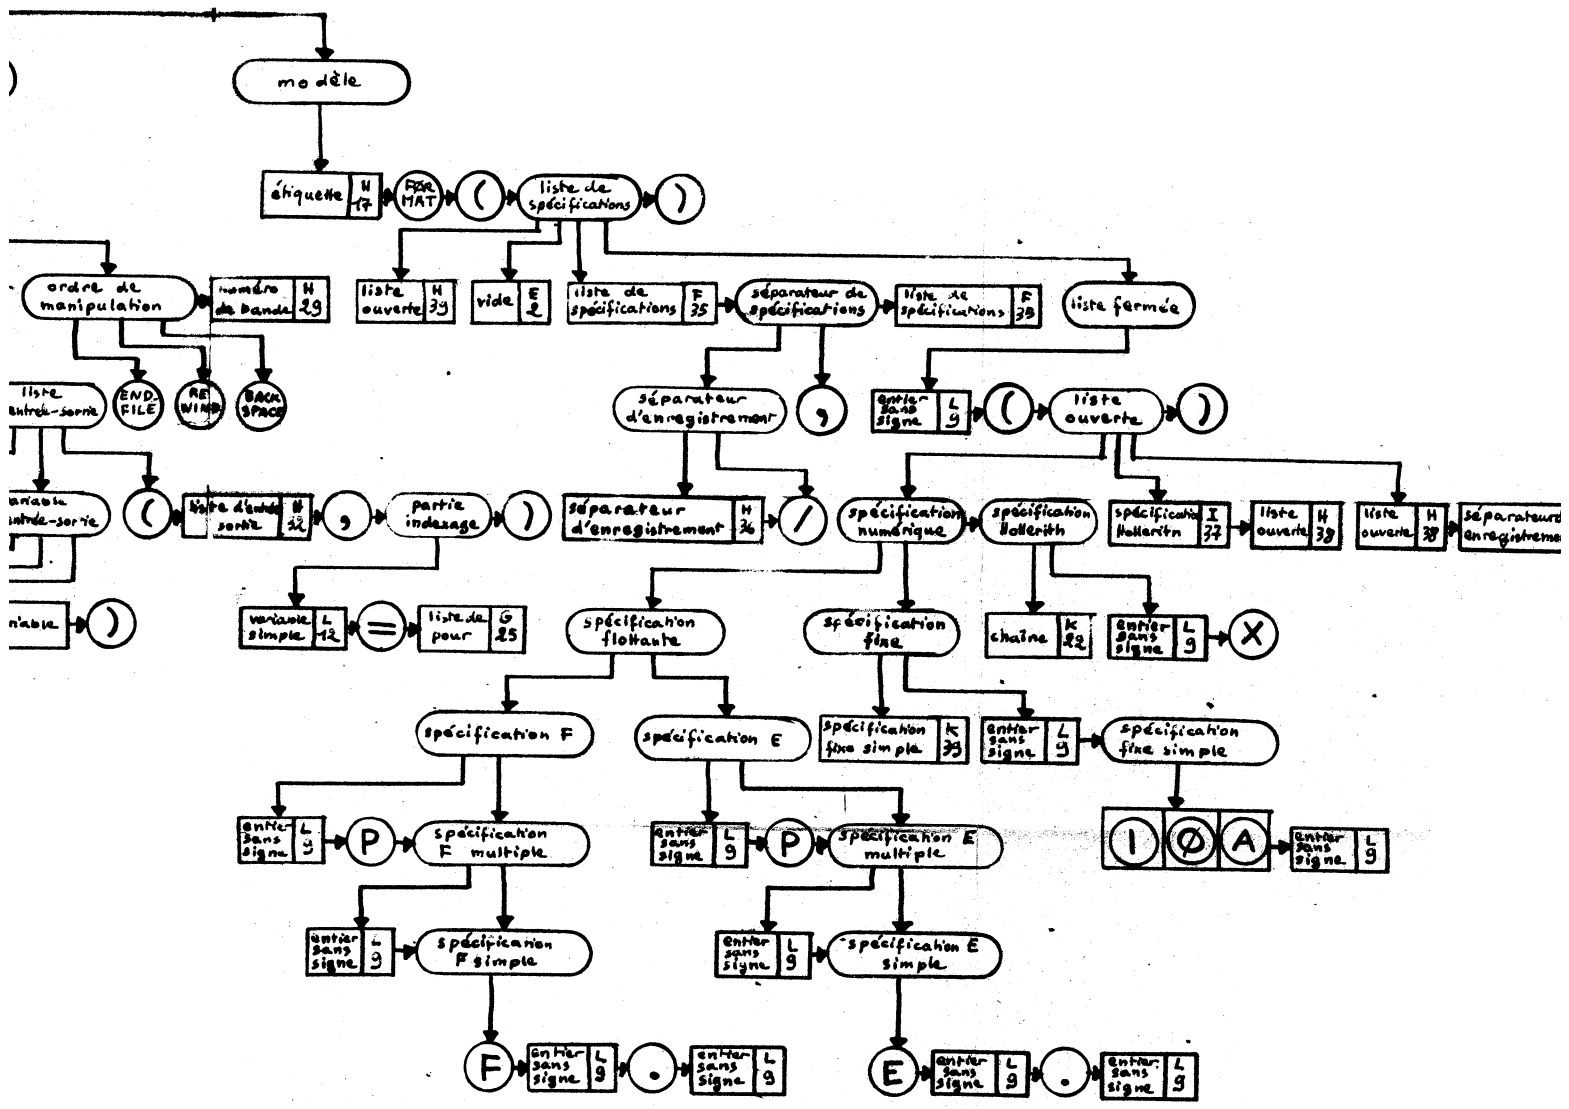 )
modèle
étiquette
H
17
FØR
MAT
(
liste de
spécifications
)
ordre de
manipulation
numéro
de bande
H
29
liste
ouverte
H
39
vide
E
2
liste de
spécifications
F
35
séparateur de
spécifications
liste de
spécifications
F
35
liste fermée
liste
entrée-sortie
END
FILE
RE
WIND
BACK
SPACE
séparateur
d'enregistrement
,
entier
sans
signe
L
9
(
liste
ouverte
)
variable
entrée-sortie
(
liste d'entrée
sortie
H
32
,
partie
indexage
)
séparateur
d'enregistrement
H
36
/
spécification
numérique
spécification
Hollerith
spécification
Hollerith
I
37
liste
ouverte
H
39
liste
ouverte
H
38
séparateur
enregistreme
riable
)
variable
simple
L
12
=
liste de
pour
G
25
spécification
flottante
spécification
fixe
chaîne
K
22
entier
sans
signe
L
9
X
spécification F
spécification E
spécification
fixe simple
K
39
entier
sans
signe
L
9
spécification
fixe simple
entier
sans
signe
L
9
P
spécification
F multiple
entier
sans
signe
L
9
P
spécification E
multiple
I
Ø
A
entier
sans
signe
L
9
entier
sans
signe
L
9
spécification
F simple
entier
sans
signe
L
9
spécification E
simple
F
entier
sans
signe
L
9
.
entier
sans
signe
L
9
E
entier
sans
signe
L
9
.
entier
sans
signe
L
9